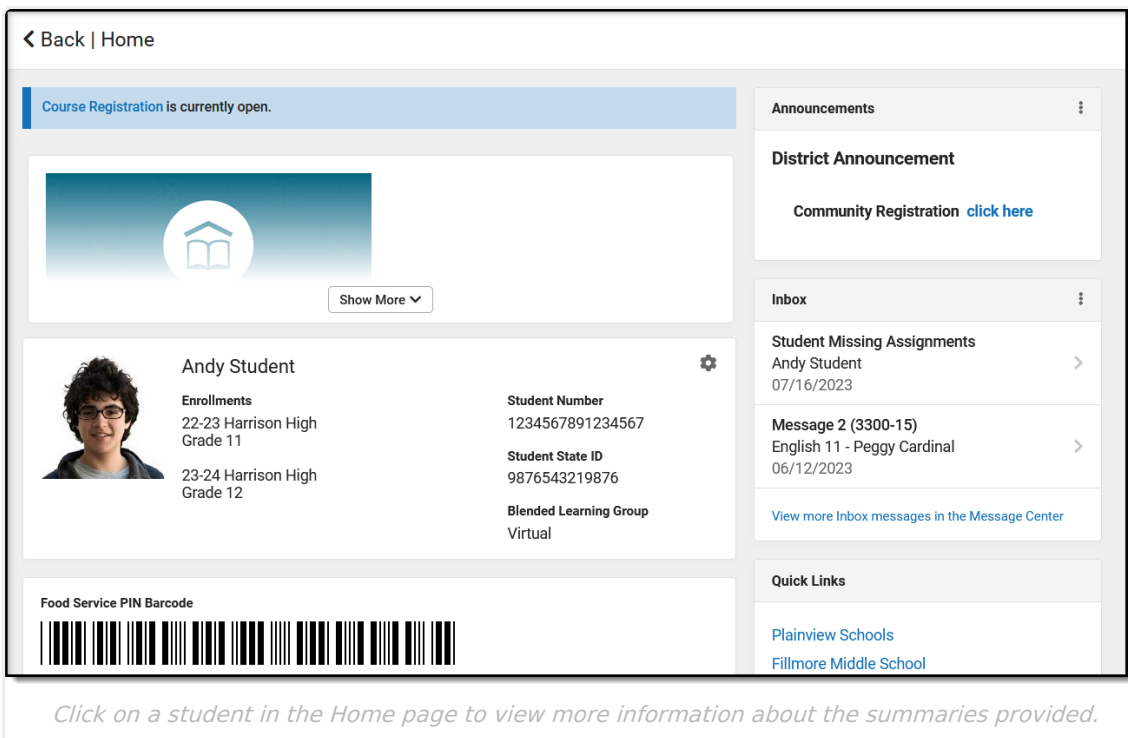 Back | Home
Course Registration is currently open.
Show More
Andy Student
Enrollments
22-23 Harrison High
Grade 11
23-24 Harrison High
Grade 12
Student Number
1234567891234567
Student State ID
9876543219876
Blended Learning Group
Virtual
Food Service PIN Barcode
Announcements
District Announcement
Community Registration click here
Inbox
Student Missing Assignments
Andy Student
07/16/2023
Message 2 (3300-15)
English 11 - Peggy Cardinal
06/12/2023
View more Inbox messages in the Message Center
Quick Links
Plainview Schools
Fillmore Middle School
Click on a student in the Home page to view more information about the summaries provided.